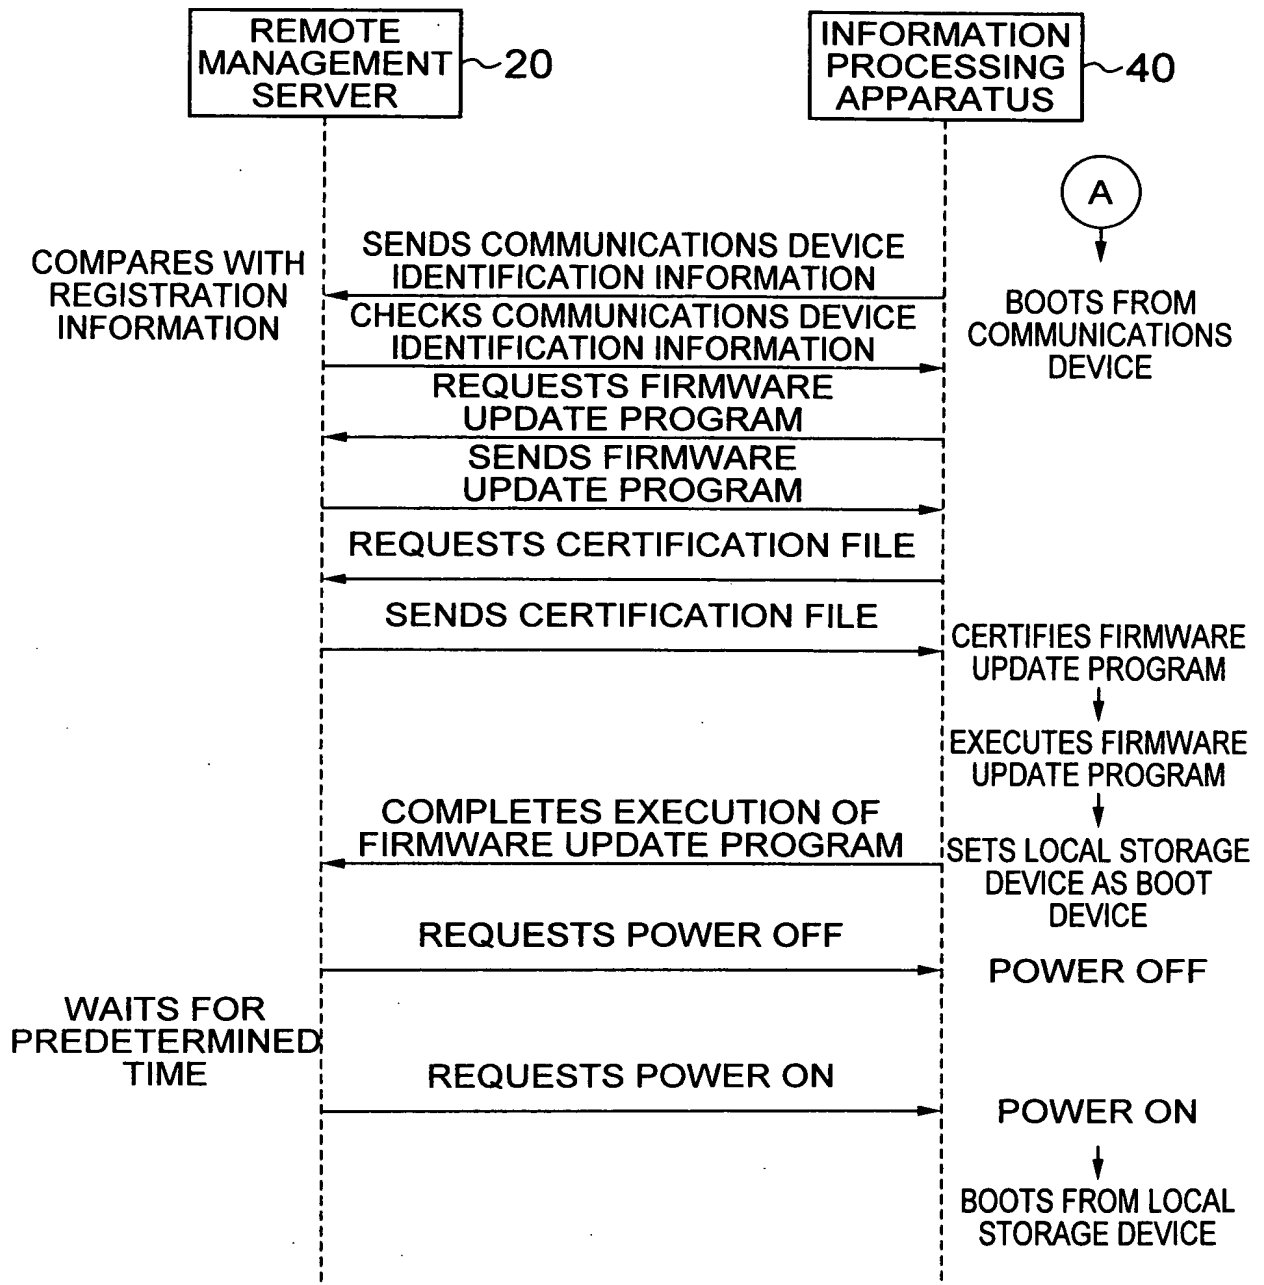 REMOTE
MANAGEMENT
SERVER
20
INFORMATION
PROCESSING
APPARATUS
40
A
SENDS COMMUNICATIONS DEVICE
IDENTIFICATION INFORMATION
COMPARES WITH
REGISTRATION
INFORMATION
BOOTS FROM
COMMUNICATIONS
DEVICE
CHECKS COMMUNICATIONS DEVICE
IDENTIFICATION INFORMATION
REQUESTS FIRMWARE
UPDATE PROGRAM
SENDS FIRMWARE
UPDATE PROGRAM
REQUESTS CERTIFICATION FILE
SENDS CERTIFICATION FILE
CERTIFIES FIRMWARE
UPDATE PROGRAM
EXECUTES FIRMWARE
UPDATE PROGRAM
COMPLETES EXECUTION OF
FIRMWARE UPDATE PROGRAM
SETS LOCAL STORAGE
DEVICE AS BOOT
DEVICE
REQUESTS POWER OFF
POWER OFF
WAITS FOR
PREDETERMINED
TIME
REQUESTS POWER ON
POWER ON
BOOTS FROM LOCAL
STORAGE DEVICE